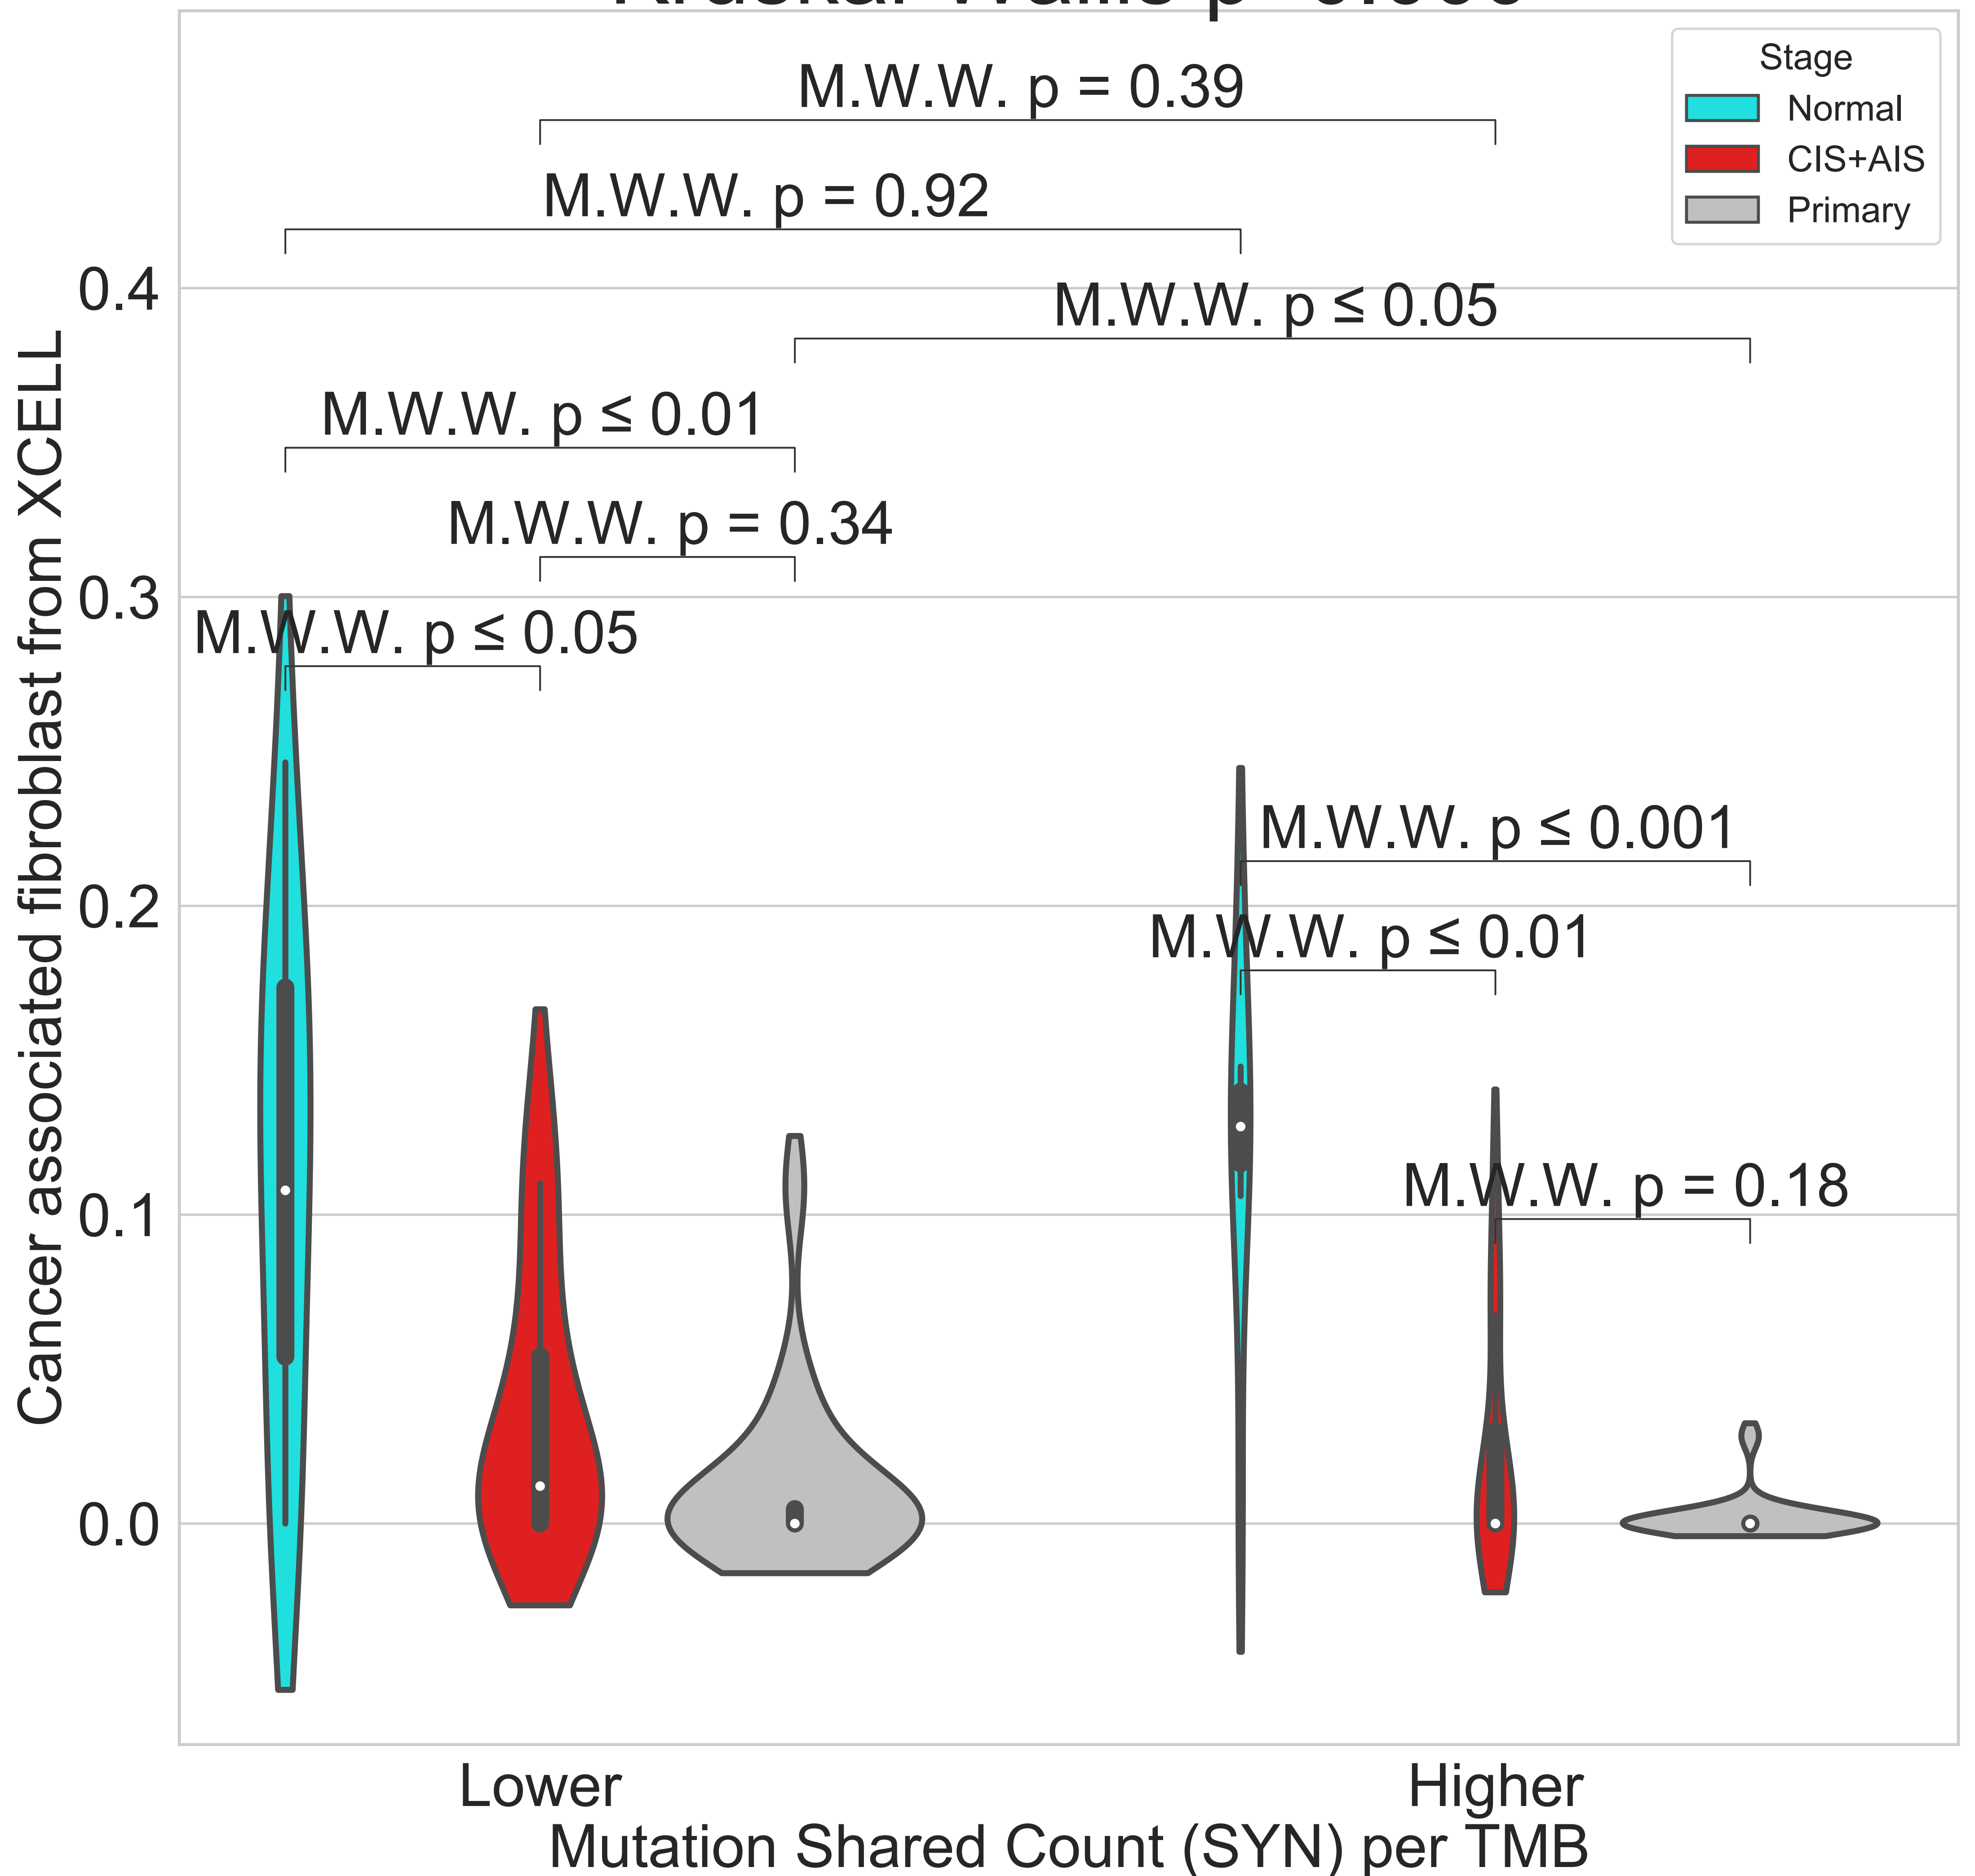 Stage
Normal
CIS+AIS
Primary
M.W.W. p = 0.39
M.W.W. p = 0.92
M.W.W. p ≤ 0.05
M.W.W. p ≤ 0.01
M.W.W. p = 0.34
M.W.W. p ≤ 0.05
M.W.W. p ≤ 0.001
M.W.W. p ≤ 0.01
M.W.W. p = 0.18
Cancer associated fibroblast from XCELL
0.4
0.3
0.2
0.1
0.0
Lower
Higher
Mutation Shared Count (SYN) per TMB